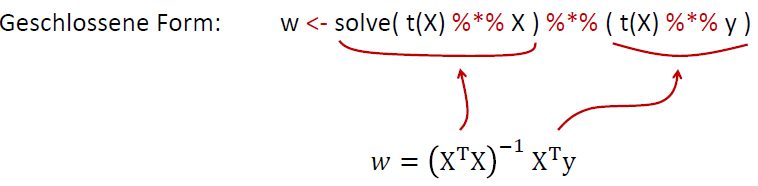 Geschlossene Form: w <- solve( t(X) %*% X ) %*% ( t(X) %*% y )
w = (XᵀX)⁻¹ Xᵀy